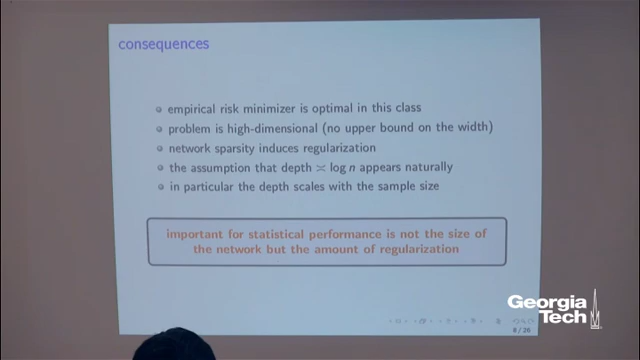 consequences
empirical risk minimizer is optimal in this class
problem is high-dimensional (no upper bound on the width)
network sparsity induces regularization
the assumption that depth ≍ log n appears naturally
in particular the depth scales with the sample size
important for statistical performance is not the size of
the network but the amount of regularization
Georgia
Tech
8 / 26